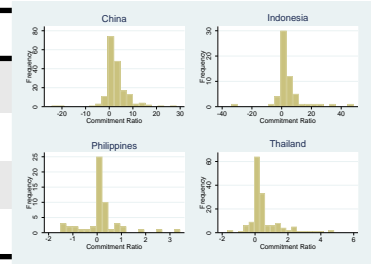 China
Frequency
0 20 40 60 80
-20 -10 0 10 20 30
Commitment Ratio
Indonesia
Frequency
0 10 20 30
-40 -20 0 20 40
Commitment Ratio
Philippines
Frequency
0 5 10 15 20 25
-2 -1 0 1 2 3
Commitment Ratio
Thailand
Frequency
0 20 40 60
-2 0 2 4 6
Commitment Ratio